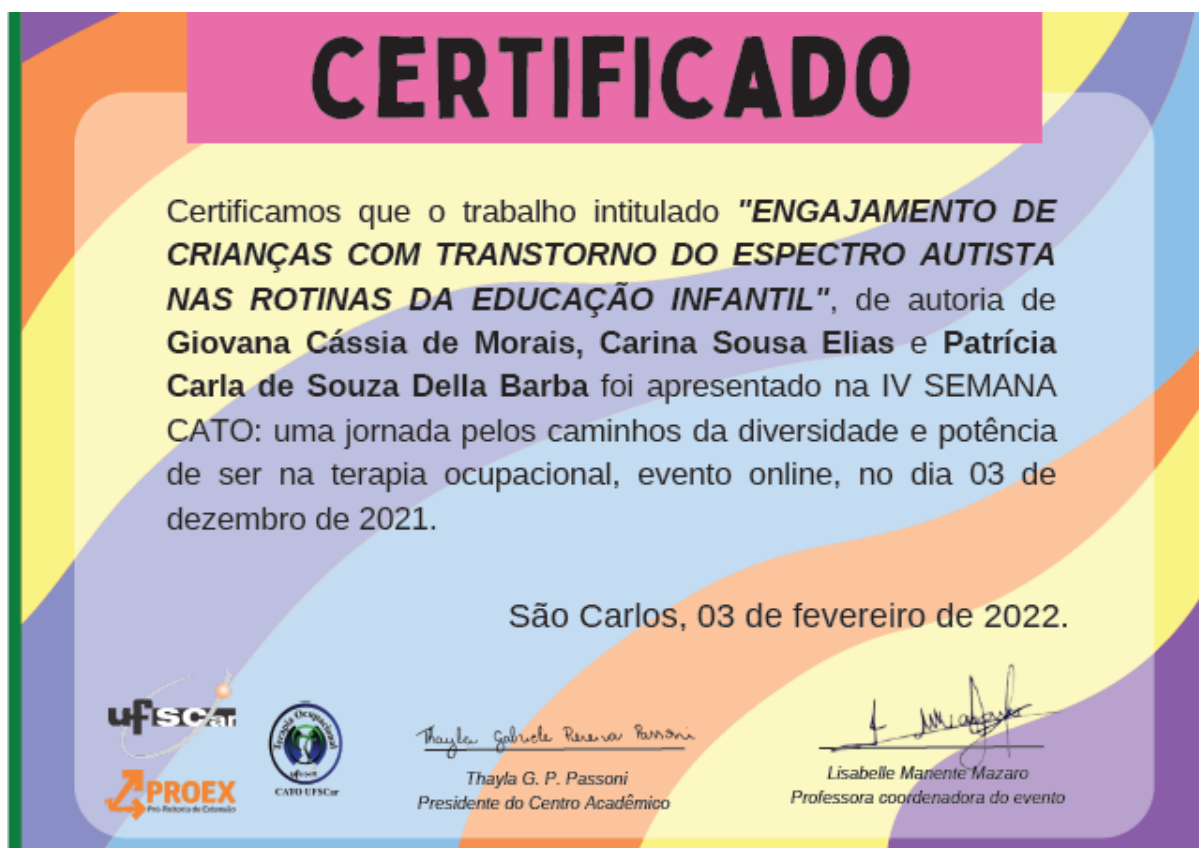 CERTIFICADO
Certificamos que o trabalho intitulado "ENGAJAMENTO DE
CRIANÇAS COM TRANSTORNO DO ESPECTRO AUTISTA
NAS ROTINAS DA EDUCAÇÃO INFANTIL", de autoria de
Giovana Cássia de Morais, Carina Sousa Elias e Patrícia
Carla de Souza Della Barba foi apresentado na IV SEMANA
CATO: uma jornada pelos caminhos da diversidade e potência
de ser na terapia ocupacional, evento online, no dia 03 de
dezembro de 2021.
São Carlos, 03 de fevereiro de 2022.
ufscar
PROEX
Pró-Reitoria de Extensão
Terapia Ocupacional
ufscar
CATO UFSCar
Thayla Gabriele Pereira Passoni
Thayla G. P. Passoni
Presidente do Centro Acadêmico
Lisabelle Manente Mazaro
Professora coordenadora do evento